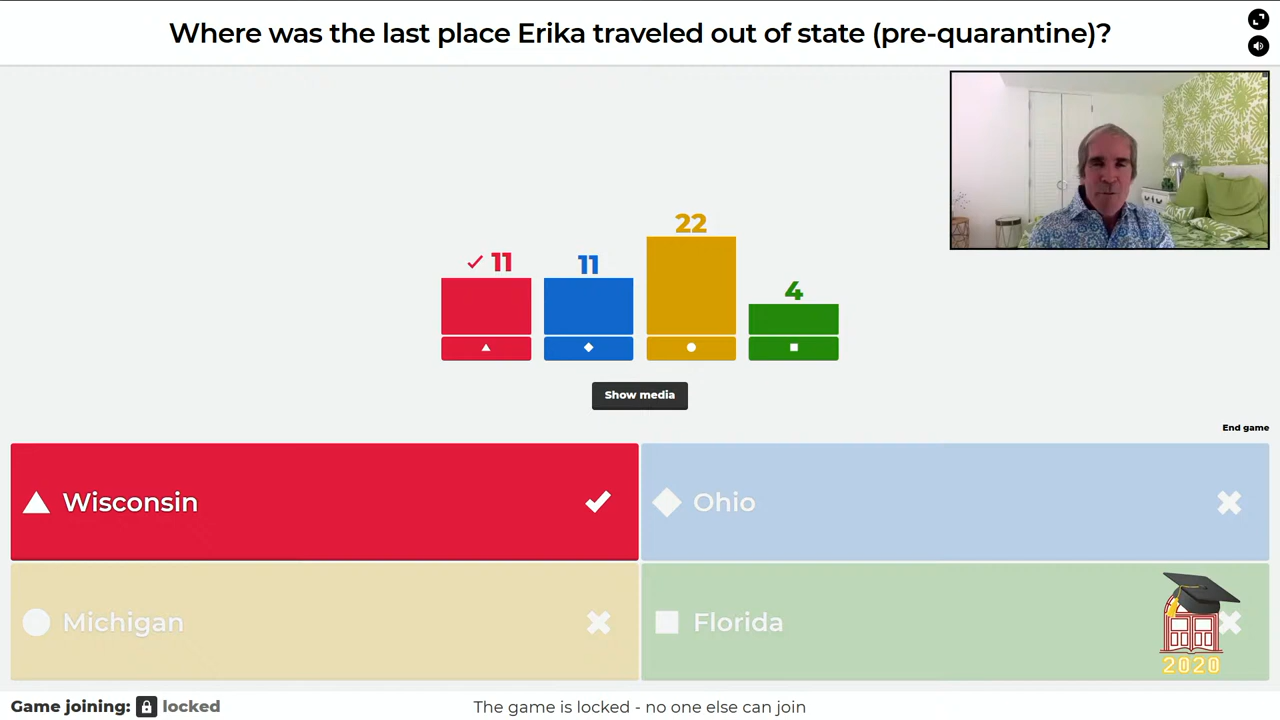 Where was the last place Erika traveled out of state (pre-quarantine)?
11
11
22
4
Show media
End game
Wisconsin
Ohio
Michigan
Florida
2020
Game joining: locked
The game is locked - no one else can join